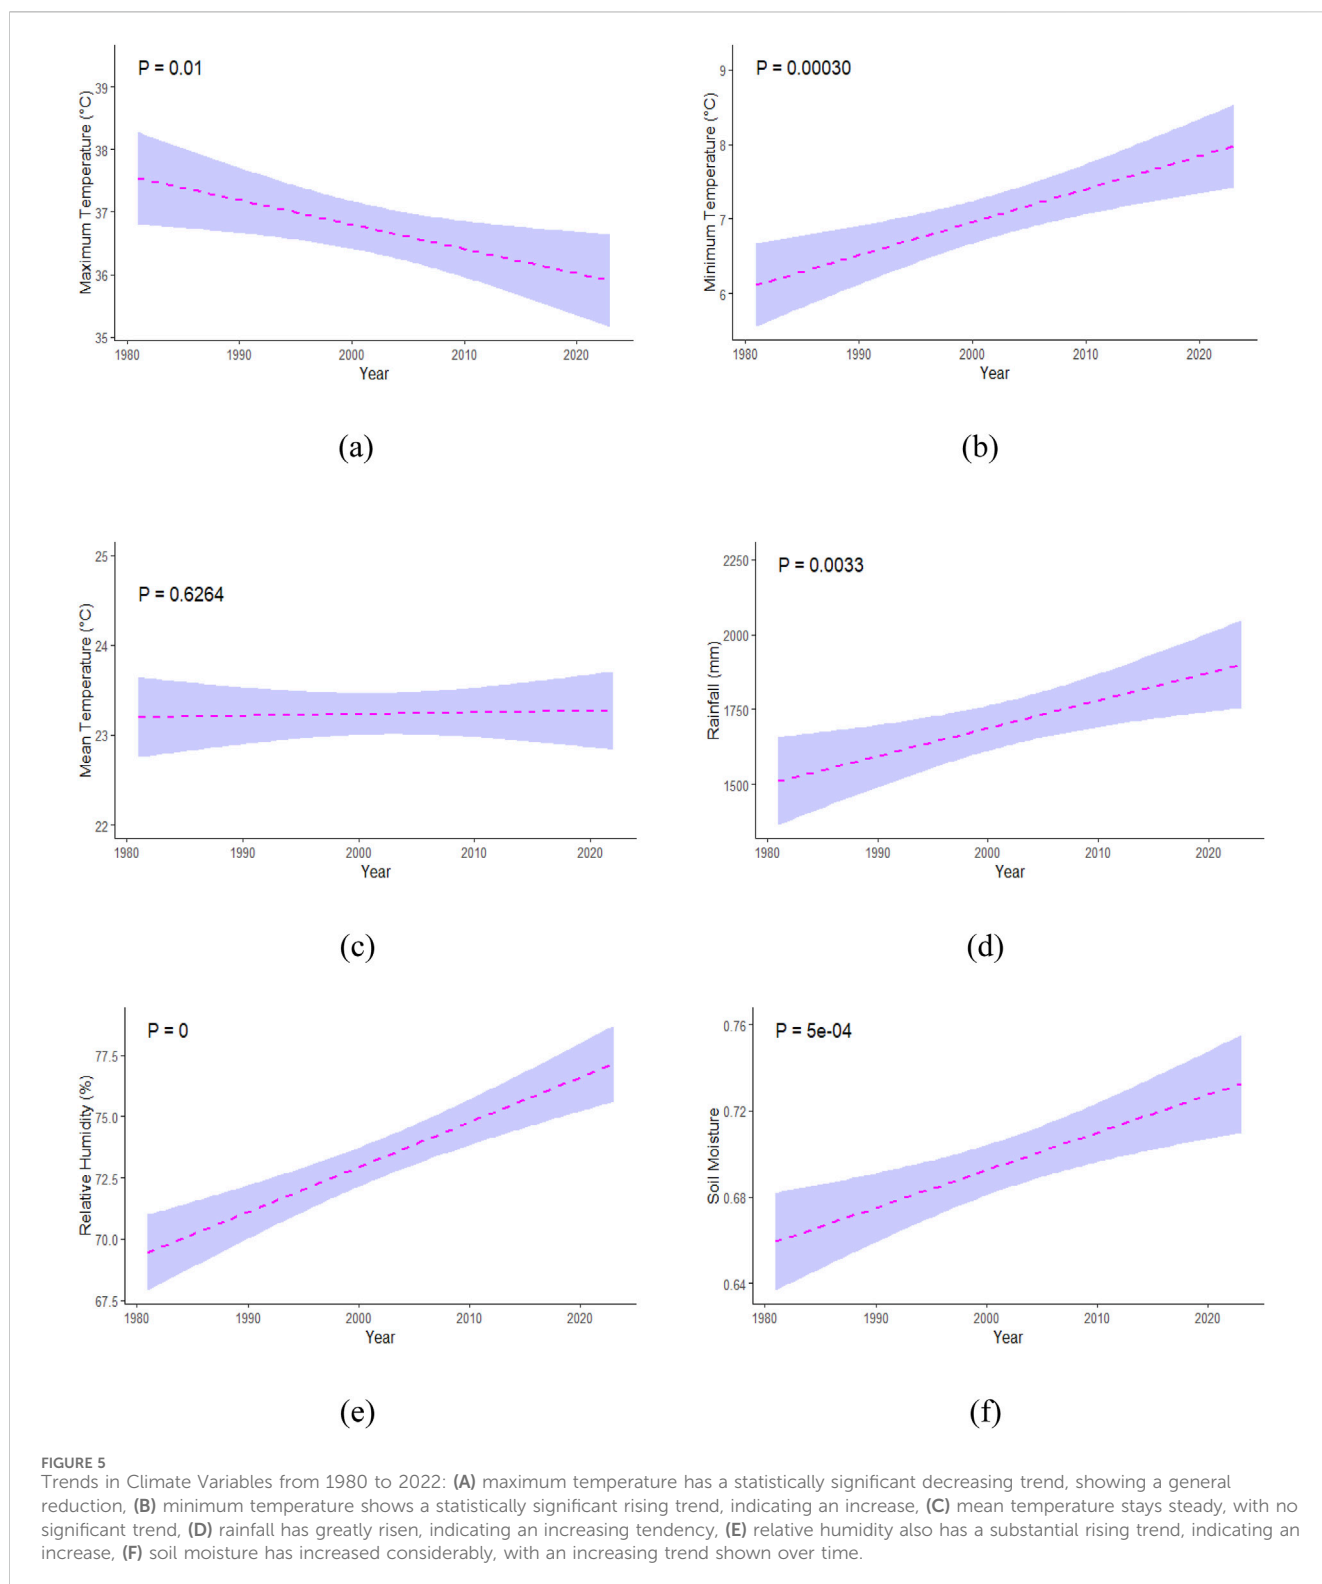 P = 0.01
39
38
37
36
35
Maximum Temperature (°C)
1980 1990 2000 2010 2020
Year
(a)
P = 0.00030
9
8
7
6
Minimum Temperature (°C)
1980 1990 2000 2010 2020
Year
(b)
P = 0.6264
25
24
23
22
Mean Temperature (°C)
1980 1990 2000 2010 2020
Year
(c)
P = 0.0033
2250
2000
1750
1500
Rainfall (mm)
1980 1990 2000 2010 2020
Year
(d)
P = 0
77.5
75.0
72.5
70.0
67.5
Relative Humidity (%)
1980 1990 2000 2010 2020
Year
(e)
P = 5e-04
0.76
0.72
0.68
0.64
Soil Moisture
1980 1990 2000 2010 2020
Year
(f)
FIGURE 5
Trends in Climate Variables from 1980 to 2022: (A) maximum temperature has a statistically significant decreasing trend, showing a general
reduction, (B) minimum temperature shows a statistically significant rising trend, indicating an increase, (C) mean temperature stays steady, with no
significant trend, (D) rainfall has greatly risen, indicating an increasing tendency, (E) relative humidity also has a substantial rising trend, indicating an
increase, (F) soil moisture has increased considerably, with an increasing trend shown over time.